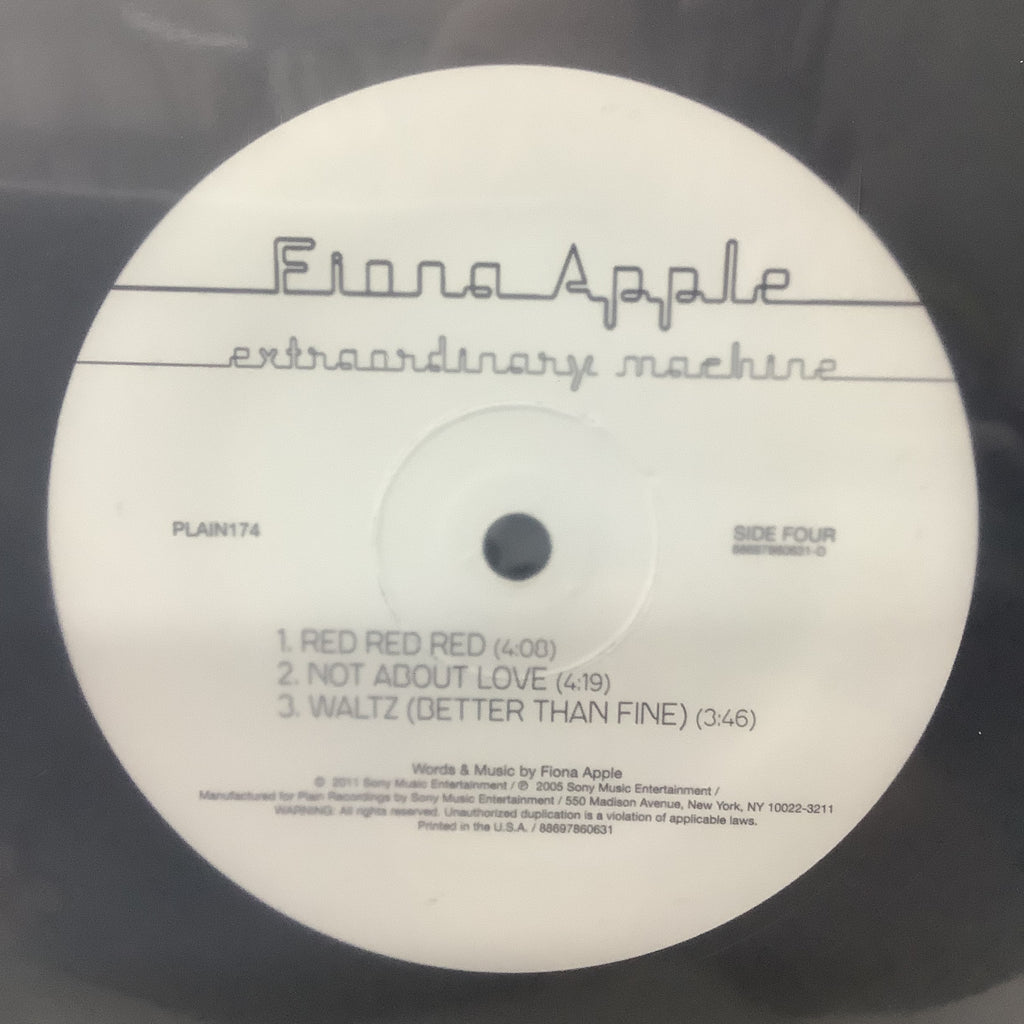 Fiona Apple
extraordinary machine
PLAIN174
SIDE FOUR
88697860631-D
1. RED RED RED (4:08)
2. NOT ABOUT LOVE (4:19)
3. WALTZ (BETTER THAN FINE) (3:46)
Words & Music by Fiona Apple
© 2011 Sony Music Entertainment / ℗ 2005 Sony Music Entertainment /
Manufactured for Plain Recordings by Sony Music Entertainment / 550 Madison Avenue, New York, NY 10022-3211
WARNING: All rights reserved. Unauthorized duplication is a violation of applicable laws.
Printed in the U.S.A. / 88697860631